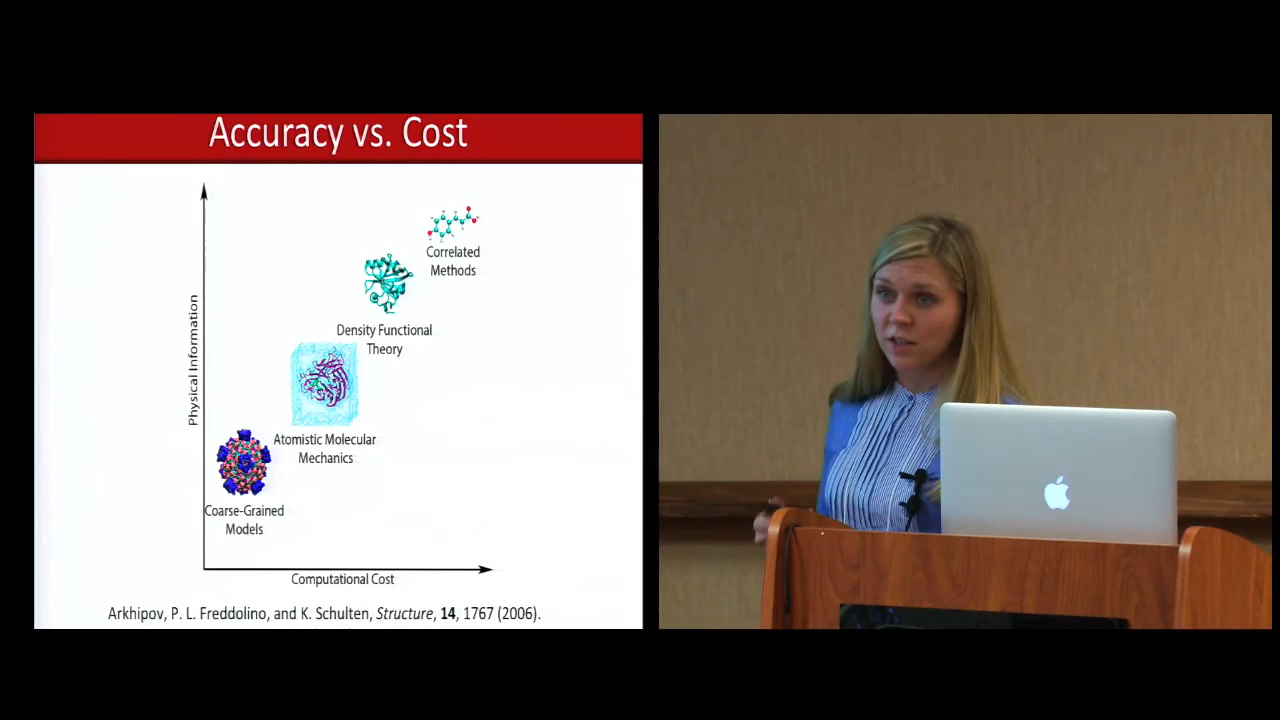 Accuracy vs. Cost
Correlated
Methods
Density Functional
Theory
Atomistic Molecular
Mechanics
Coarse-Grained
Models
Physical Information
Computational Cost
Arkhipov, P. L. Freddolino, and K. Schulten, Structure, 14, 1767 (2006).